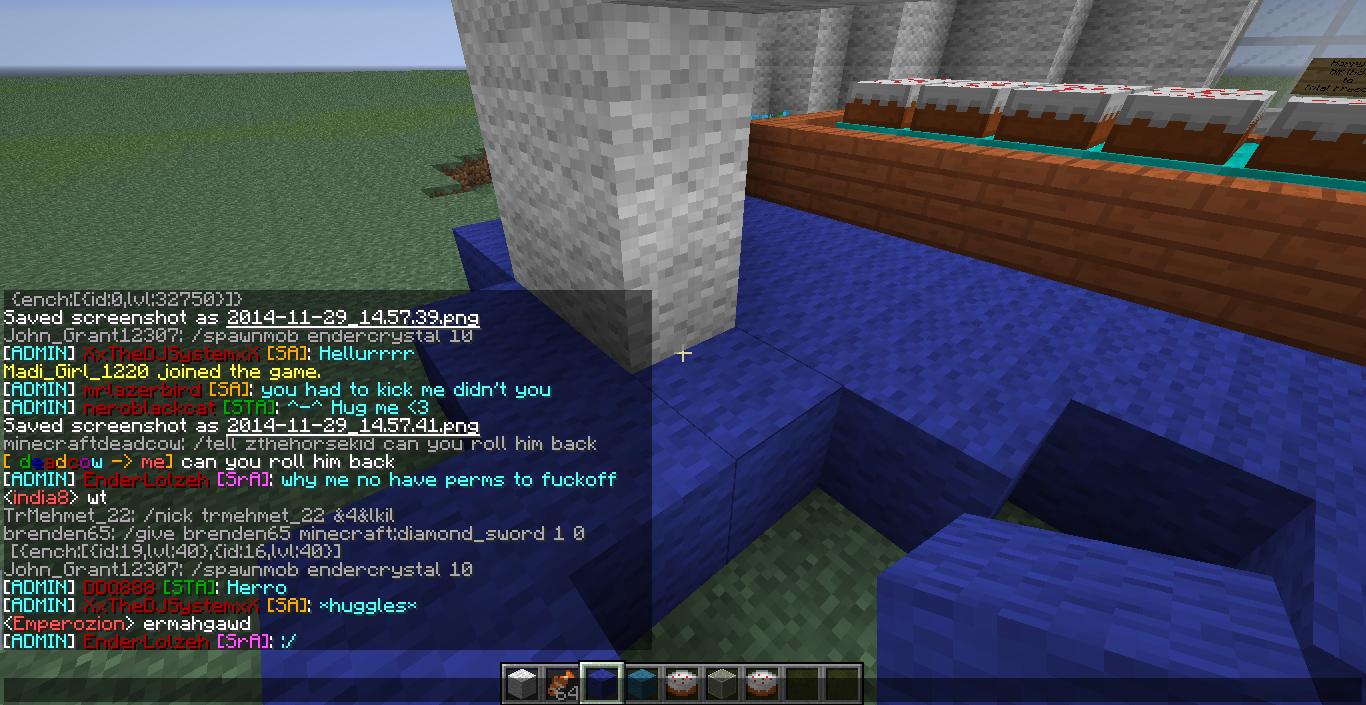 Happy
to
{ench:[{id:0,lvl:32750}]}
Saved screenshot as 2014-11-29_14.57.39.png
John_Grant12307: /spawnmob endercrystal 10
[ADMIN] XxTheDJSystemxX [SA]: Hellurrrr
Madi_Girl_1220 joined the game.
[ADMIN] mrlazerbird [SA]: you had to kick me didn't you
[ADMIN] neroblackcat [STA]: ^-^ Hug me <3
Saved screenshot as 2014-11-29_14.57.41.png
minecraftdeadcow: /tell zthehorsekid can you roll him back
[ deadcow -> me] can you roll him back
[ADMIN] EnderLolzeh [SrA]: why me no have perms to fuckoff
<india8> wt
TrMehmet_22: /nick trmehmet_22 &4&lkil
brenden65: /give brenden65 minecraft:diamond_sword 1 0
[{ench:[{id:19,lvl:40},{id:16,lvl:40}]
John_Grant12307: /spawnmob endercrystal 10
[ADMIN] DDQ888 [STA]: Herro
[ADMIN] XxTheDJSystemxX [SA]: *huggles*
<Emperozion> ermahgawd
[ADMIN] EnderLolzeh [SrA]: :/
64